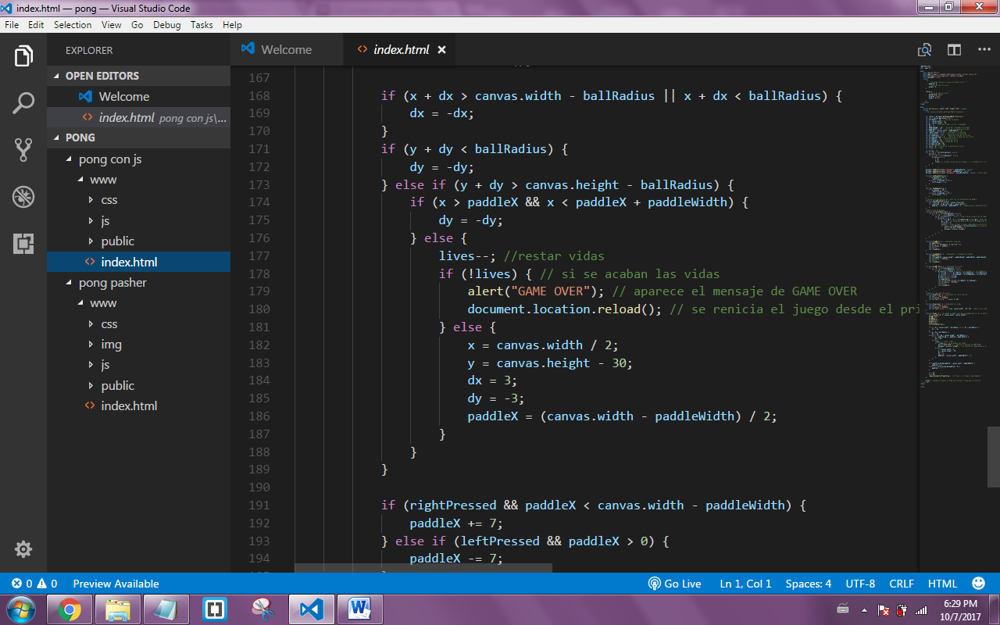 index.html — pong — Visual Studio Code
File Edit Selection View Go Debug Tasks Help
EXPLORER
OPEN EDITORS
Welcome
index.html pong con js\...
PONG
pong con js
www
css
js
public
index.html
pong pasher
www
css
img
js
public
index.html
Welcome index.html
167
168 if (x + dx > canvas.width - ballRadius || x + dx < ballRadius) {
169 dx = -dx;
170 }
171 if (y + dy < ballRadius) {
172 dy = -dy;
173 } else if (y + dy > canvas.height - ballRadius) {
174 if (x > paddleX && x < paddleX + paddleWidth) {
175 dy = -dy;
176 } else {
177 lives--; //restar vidas
178 if (!lives) { // si se acaban las vidas
179 alert("GAME OVER"); // aparece el mensaje de GAME OVER
180 document.location.reload(); // se renicia el juego desde el pri
181 } else {
182 x = canvas.width / 2;
183 y = canvas.height - 30;
184 dx = 3;
185 dy = -3;
186 paddleX = (canvas.width - paddleWidth) / 2;
187 }
188 }
189 }
190
191 if (rightPressed && paddleX < canvas.width - paddleWidth) {
192 paddleX += 7;
193 } else if (leftPressed && paddleX > 0) {
194 paddleX -= 7;
0 0 Preview Available Go Live Ln 1, Col 1 Spaces: 4 UTF-8 CRLF HTML
6:29 PM
10/7/2017